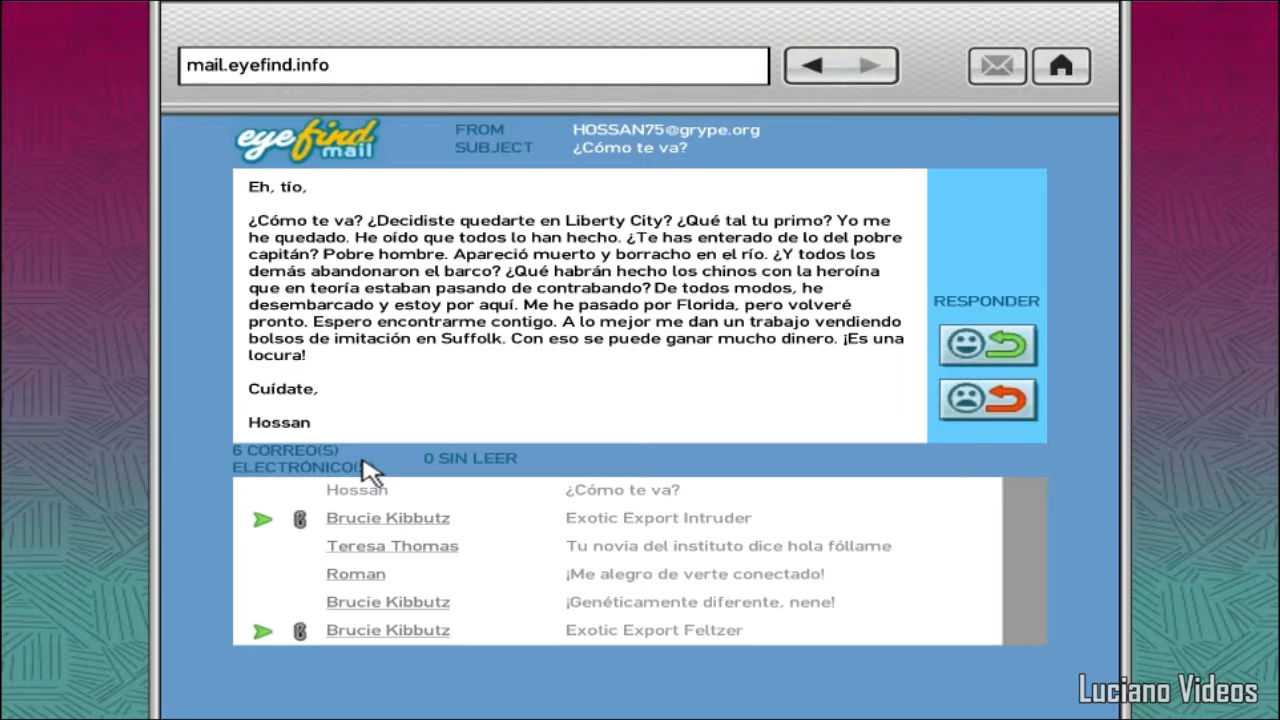 mail.eyefind.info
eyefind mail
FROM HOSSAN75@grype.org
SUBJECT ¿Cómo te va?
Eh, tío,
¿Cómo te va? ¿Decidiste quedarte en Liberty City? ¿Qué tal tu primo? Yo me
he quedado. He oído que todos lo han hecho. ¿Te has enterado de lo del pobre
capitán? Pobre hombre. Apareció muerto y borracho en el río. ¿Y todos los
demás abandonaron el barco? ¿Qué habrán hecho los chinos con la heroína
que en teoría estaban pasando de contrabando? De todos modos, he
desembarcado y estoy por aquí. Me he pasado por Florida, pero volveré
pronto. Espero encontrarme contigo. A lo mejor me dan un trabajo vendiendo
bolsos de imitación en Suffolk. Con eso se puede ganar mucho dinero. ¡Es una
locura!
Cuídate,
Hossan
RESPONDER
6 CORREO(S)
ELECTRÓNICO(S)
0 SIN LEER
Hossan ¿Cómo te va?
Brucie Kibbutz Exotic Export Intruder
Teresa Thomas Tu novia del instituto dice hola fóllame
Roman ¡Me alegro de verte conectado!
Brucie Kibbutz ¡Genéticamente diferente, nene!
Brucie Kibbutz Exotic Export Feltzer
Luciano Videos